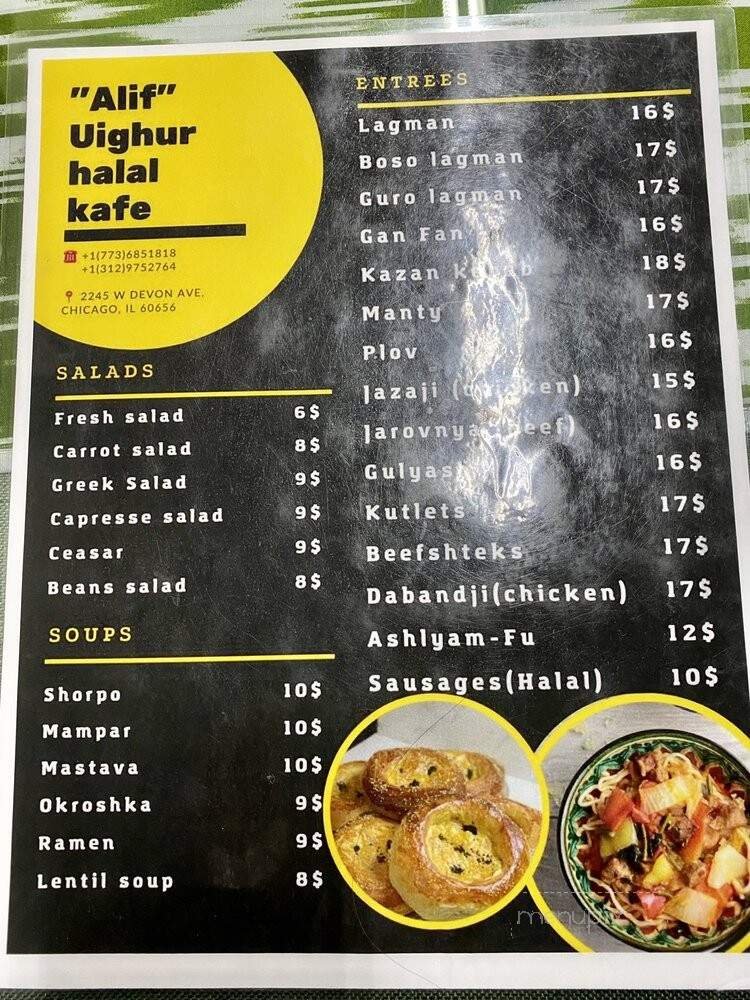 "Alif"
Uighur
halal
kafe
+1(773)6851818
+1(312)9752764
2245 W DEVON AVE.
CHICAGO, IL 60656
SALADS
Fresh salad 6$
Carrot salad 8$
Greek Salad 9$
Capresse salad 9$
Ceasar 9$
Beans salad 8$
SOUPS
Shorpo 10$
Mampar 10$
Mastava 10$
Okroshka 9$
Ramen 9$
Lentil soup 8$
ENTREES
Lagman 16$
Boso lagman 17$
Guro lagman 17$
Gan Fan 16$
Kazan 18$
Manty 17$
Plov 16$
Jazaji (chicken) 15$
Jarovnya (beef) 16$
Gulyas 16$
Kutlets 17$
Beefshteks 17$
Dabandji(chicken) 17$
Ashlyam-Fu 12$
Sausages(Halal) 10$